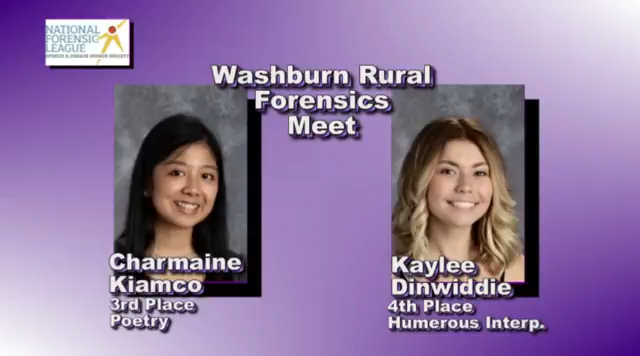 NATIONAL
FORENSIC
LEAGUE
Washburn Rural
Forensics
Meet
Charmaine
Kiamco
3rd Place
Poetry
Kaylee
Dinwiddie
4th Place
Humerous Interp.